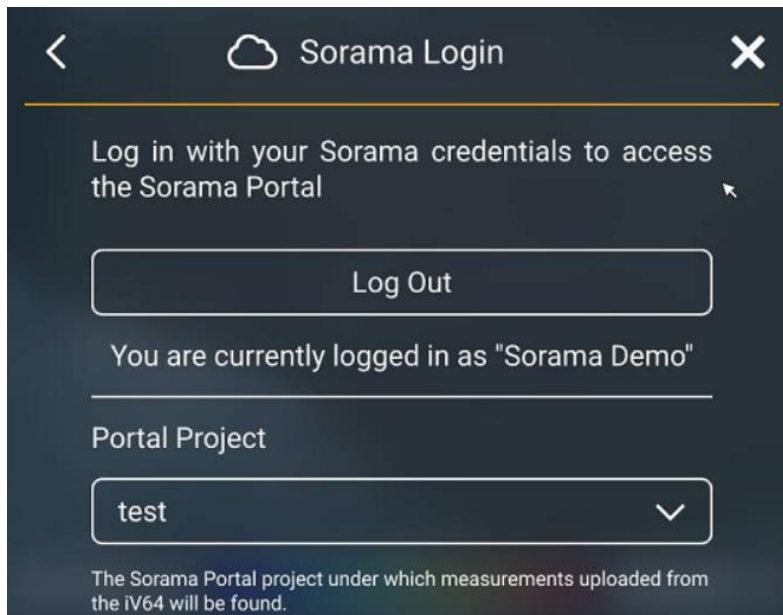 Sorama Login
Log in with your Sorama credentials to access
the Sorama Portal
Log Out
You are currently logged in as "Sorama Demo"
Portal Project
test
The Sorama Portal project under which measurements uploaded from
the iV64 will be found.